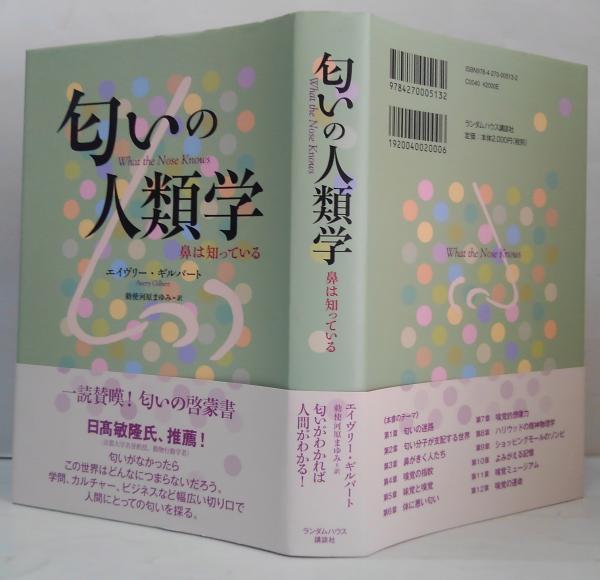 匂いの
What the Nose Knows
人類学
鼻は知っている
エイヴリー・ギルバート
Avery Gilbert
勅使河原まゆみ・訳
一読賛嘆！匂いの啓蒙書
日髙敏隆氏、推薦！
匂いがなかったら
この世界はどんなにつまらないだろう。
学問、カルチャー、ビジネスなど幅広い切り口で
人間にとっての匂いを探る。
匂いの人類学
What the Nose Knows
鼻は知っている
エイヴリー・ギルバート
勅使河原まゆみ・訳
匂いがわかれば
人間がわかる！
ランダムハウス
講談社
9784270005132
1920040020006
ISBN978-4-270-00513-2
C0040 ¥2000E
ランダムハウス講談社
定価：本体2,000円(税別)
What the Nose Knows
〈本書のテーマ〉
第1章 匂いの迷路
第2章 匂い分子が支配する世界
第3章 鼻がきく人たち
第4章 嗅覚の指紋
第5章 味覚と嗅覚
第6章 体に悪い匂い
第7章 嗅覚的想像力
第8章 ハリウッドの精神物理学
第9章 ショッピングモールのゾンビ
第10章 よみがえる記憶
第11章 嗅覚ミュージアム
第12章 嗅覚の運命